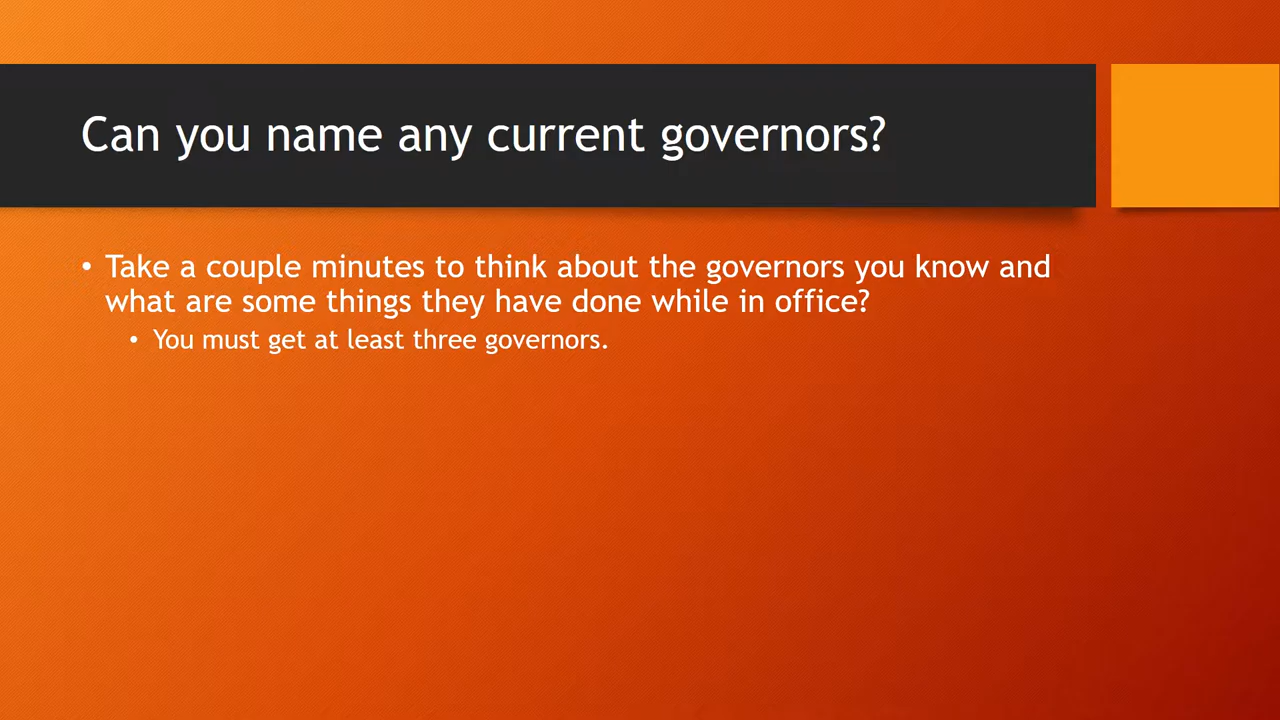 Can you name any current governors?
• Take a couple minutes to think about the governors you know and
what are some things they have done while in office?
• You must get at least three governors.